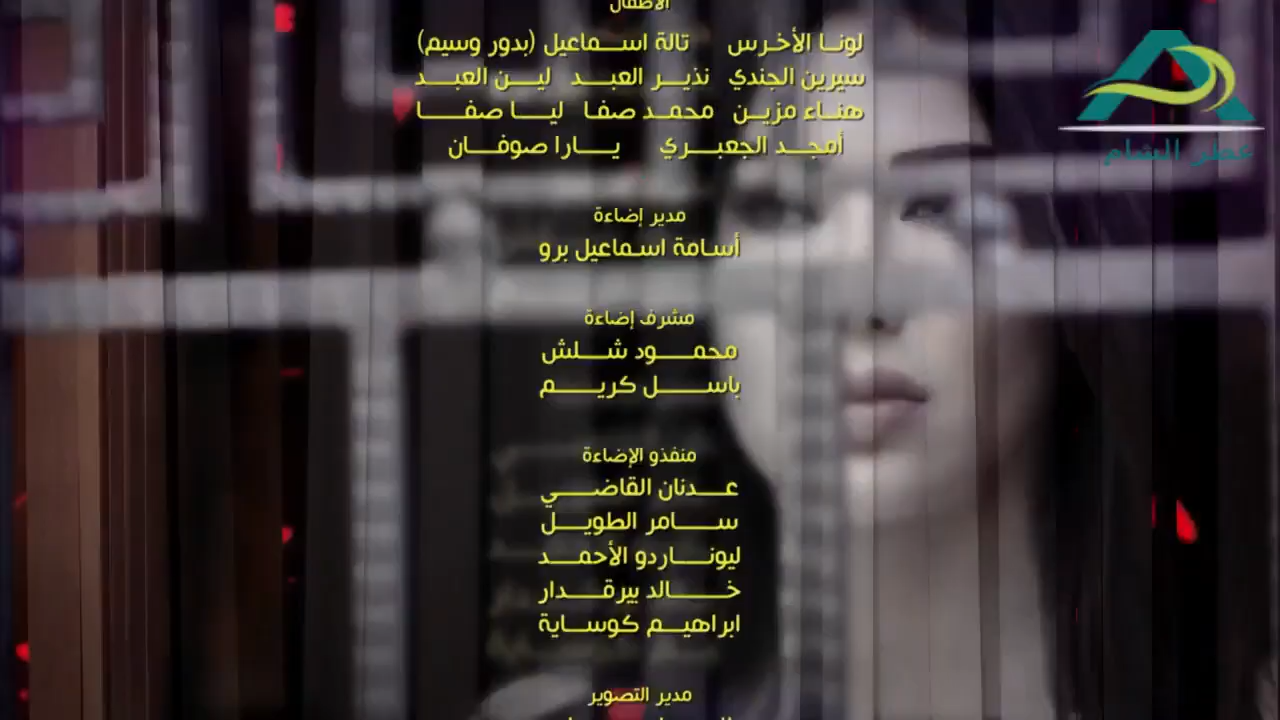 الأطفال
لونا الأخرس تالة اسماعيل (بدور وسيم)
سيرين الجندي نذير العبد لين العبد
هناء مزين محمد صفا ليا صفا
أمجد الجعبري يارا صوفان
مدير إضاءة
أسامة اسماعيل برو
مشرف إضاءة
محمود شلش
باسل كريم
منفذو الإضاءة
عدنان القاضي
سامر الطويل
ليوناردو الأحمد
خالد بيرقدار
ابراهيم كوساية
مدير التصوير
عطر الشام